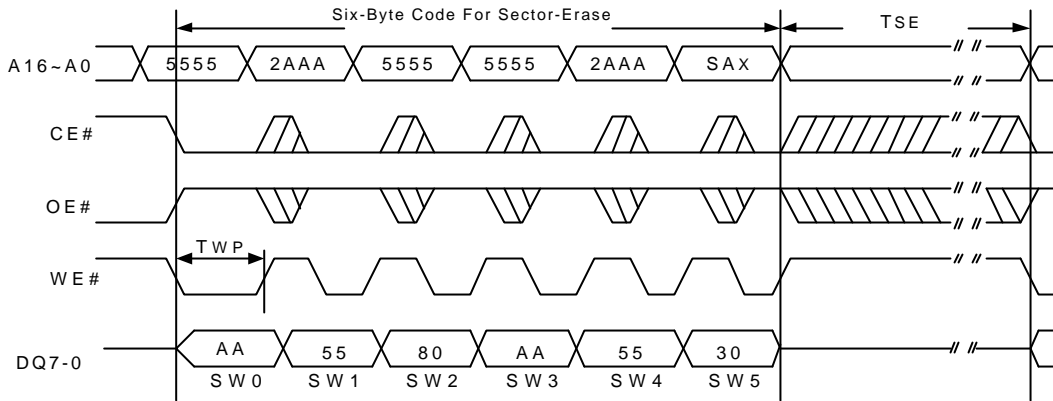 Six-Byte Code For Sector-Erase
TSE
A16~A0 5555 2AAA 5555 5555 2AAA SAX
CE#
OE#
TWP
WE#
DQ7-0 AA 55 80 AA 55 30
SW0 SW1 SW2 SW3 SW4 SW5